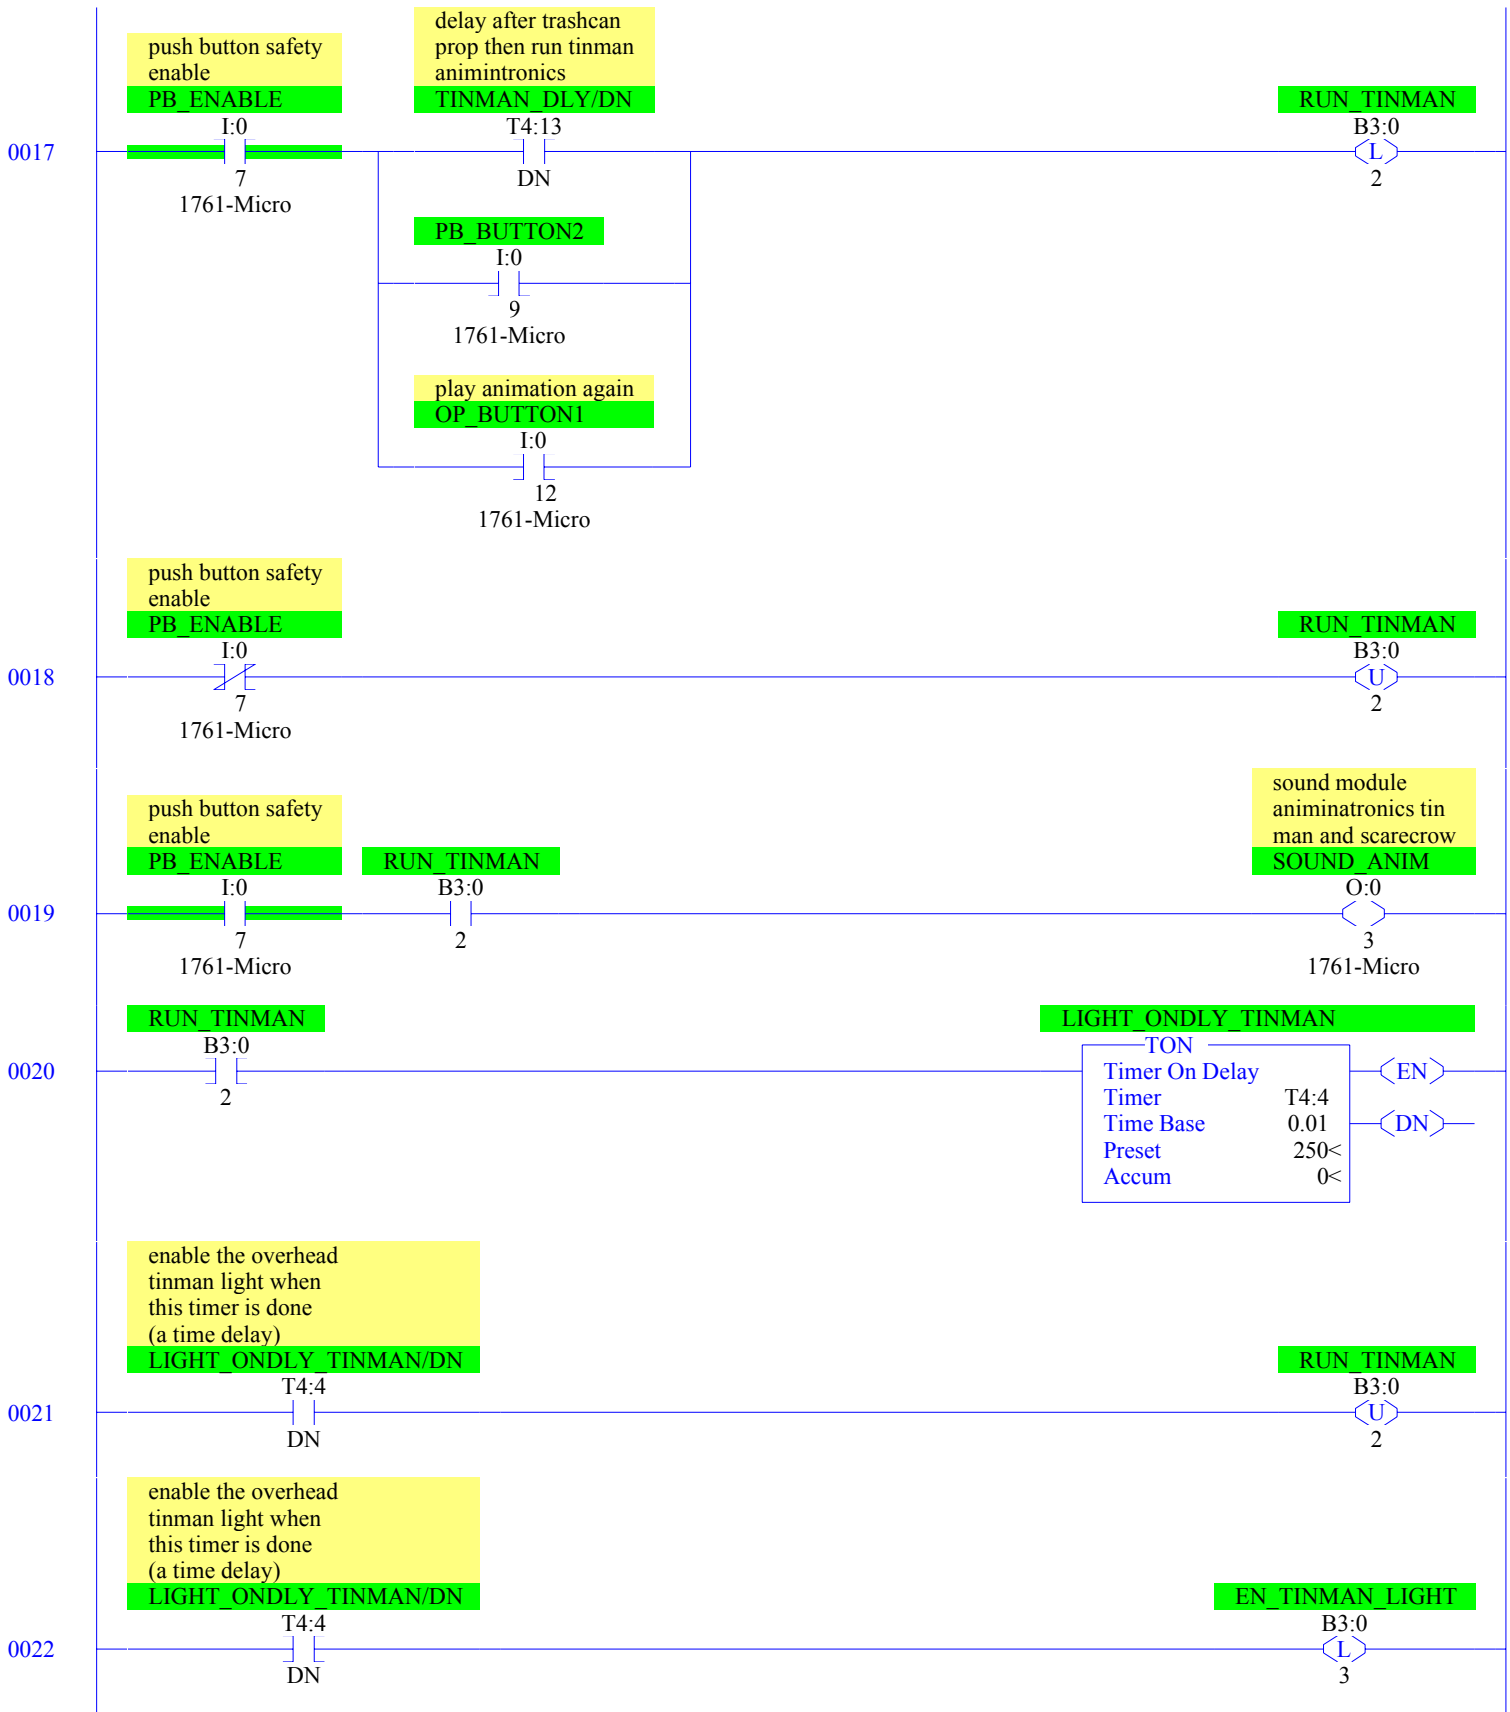 push button safety
enable
PB_ENABLE
I:0
7
1761-Micro
delay after trashcan
prop then run tinman
animintronics
TINMAN_DLY/DN
T4:13
DN
RUN_TINMAN
B3:0
L
2
0017
PB_BUTTON2
I:0
9
1761-Micro
play animation again
OP_BUTTON1
I:0
12
1761-Micro
push button safety
enable
PB_ENABLE
I:0
7
1761-Micro
RUN_TINMAN
B3:0
U
2
0018
push button safety
enable
PB_ENABLE
I:0
7
1761-Micro
RUN_TINMAN
B3:0
2
sound module
animinatronics tin
man and scarecrow
SOUND_ANIM
O:0
3
1761-Micro
0019
RUN_TINMAN
B3:0
2
0020
LIGHT_ONDLY_TINMAN
TON
Timer On Delay
Timer T4:4
Time Base 0.01
Preset 250<
Accum 0<
EN
DN
enable the overhead
tinman light when
this timer is done
(a time delay)
LIGHT_ONDLY_TINMAN/DN
T4:4
DN
RUN_TINMAN
B3:0
U
2
0021
enable the overhead
tinman light when
this timer is done
(a time delay)
LIGHT_ONDLY_TINMAN/DN
T4:4
DN
EN_TINMAN_LIGHT
B3:0
L
3
0022